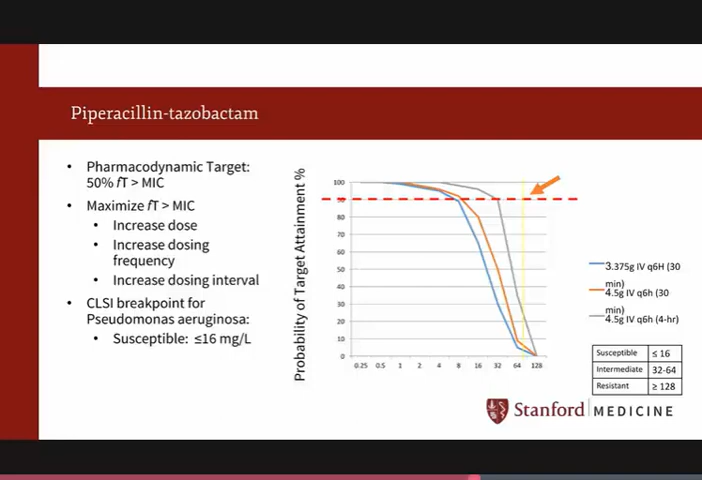 Piperacillin-tazobactam
• Pharmacodynamic Target:
50% fT > MIC
• Maximize fT > MIC
• Increase dose
• Increase dosing
frequency
• Increase dosing interval
• CLSI breakpoint for
Pseudomonas aeruginosa:
• Susceptible: ≤16 mg/L
Probability of Target Attainment %
100
90
80
70
60
50
40
30
20
10
0
0.25 0.5 1 2 4 8 16 32 64 128
3.375g IV q6H (30
min)
4.5g IV q6h (30
min)
4.5g IV q6h (4-hr)
Susceptible ≤ 16
Intermediate 32-64
Resistant ≥ 128
Stanford MEDICINE